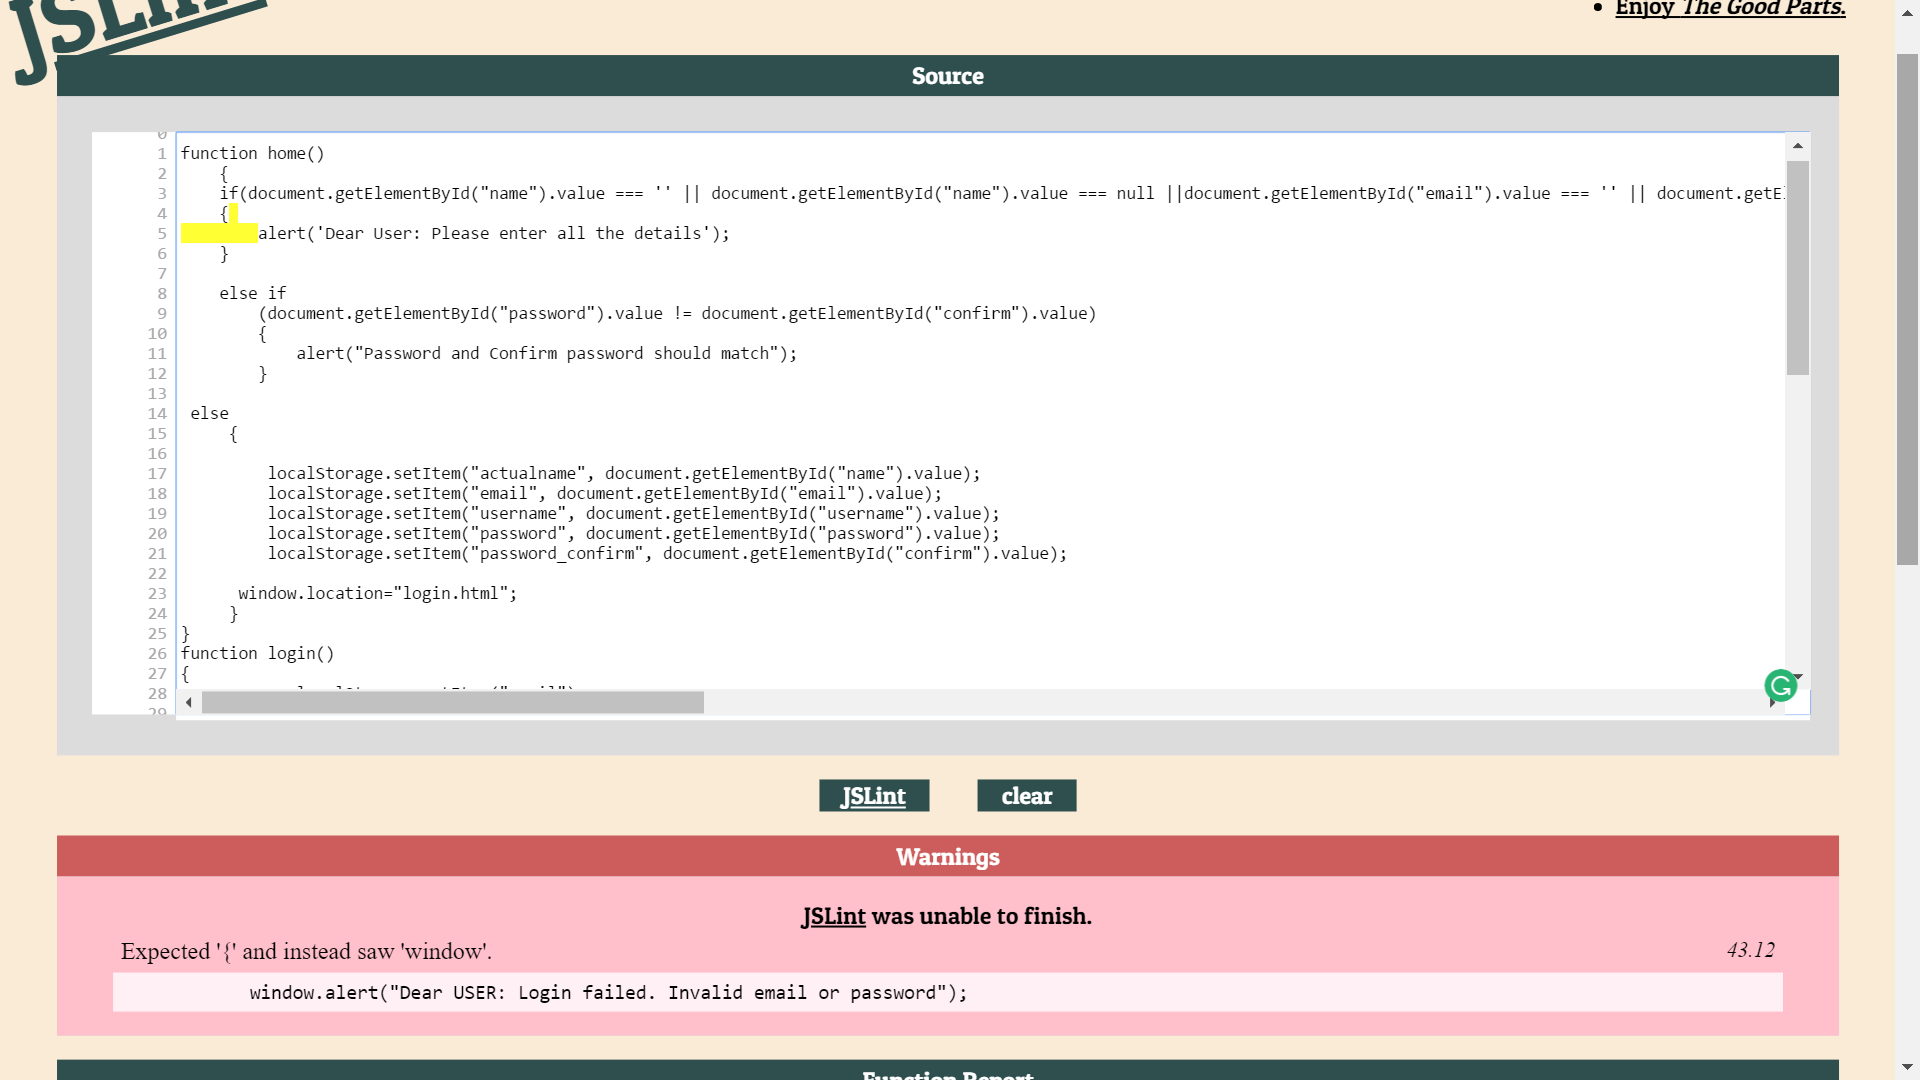 JSLint
• Enjoy The Good Parts.
Source
0
1 function home()
2 {
3 if(document.getElementById("name").value === '' || document.getElementById("name").value === null ||document.getElementById("email").value === '' || document.getE
4 {
5 alert('Dear User: Please enter all the details');
6 }
7
8 else if
9 (document.getElementById("password").value != document.getElementById("confirm").value)
10 {
11 alert("Password and Confirm password should match");
12 }
13
14 else
15 {
16
17 localStorage.setItem("actualname", document.getElementById("name").value);
18 localStorage.setItem("email", document.getElementById("email").value);
19 localStorage.setItem("username", document.getElementById("username").value);
20 localStorage.setItem("password", document.getElementById("password").value);
21 localStorage.setItem("password_confirm", document.getElementById("confirm").value);
22
23 window.location="login.html";
24 }
25 }
26 function login()
27 {
28
29
JSLint clear
Warnings
JSLint was unable to finish.
Expected '{' and instead saw 'window'. 43.12
window.alert("Dear USER: Login failed. Invalid email or password");
Function Report